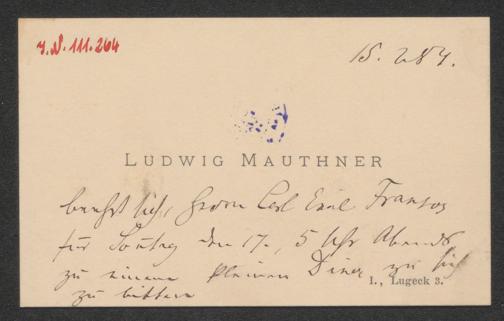 J.N. 111.264
15. 2 84.
LUDWIG MAUTHNER
beehrt sich, Herrn Carl Emil Franzos
für Sonntag den 17., 5 Uhr Abends
zu einem kleinen Diner zu sich
I., Lugeck 3.
zu bitten